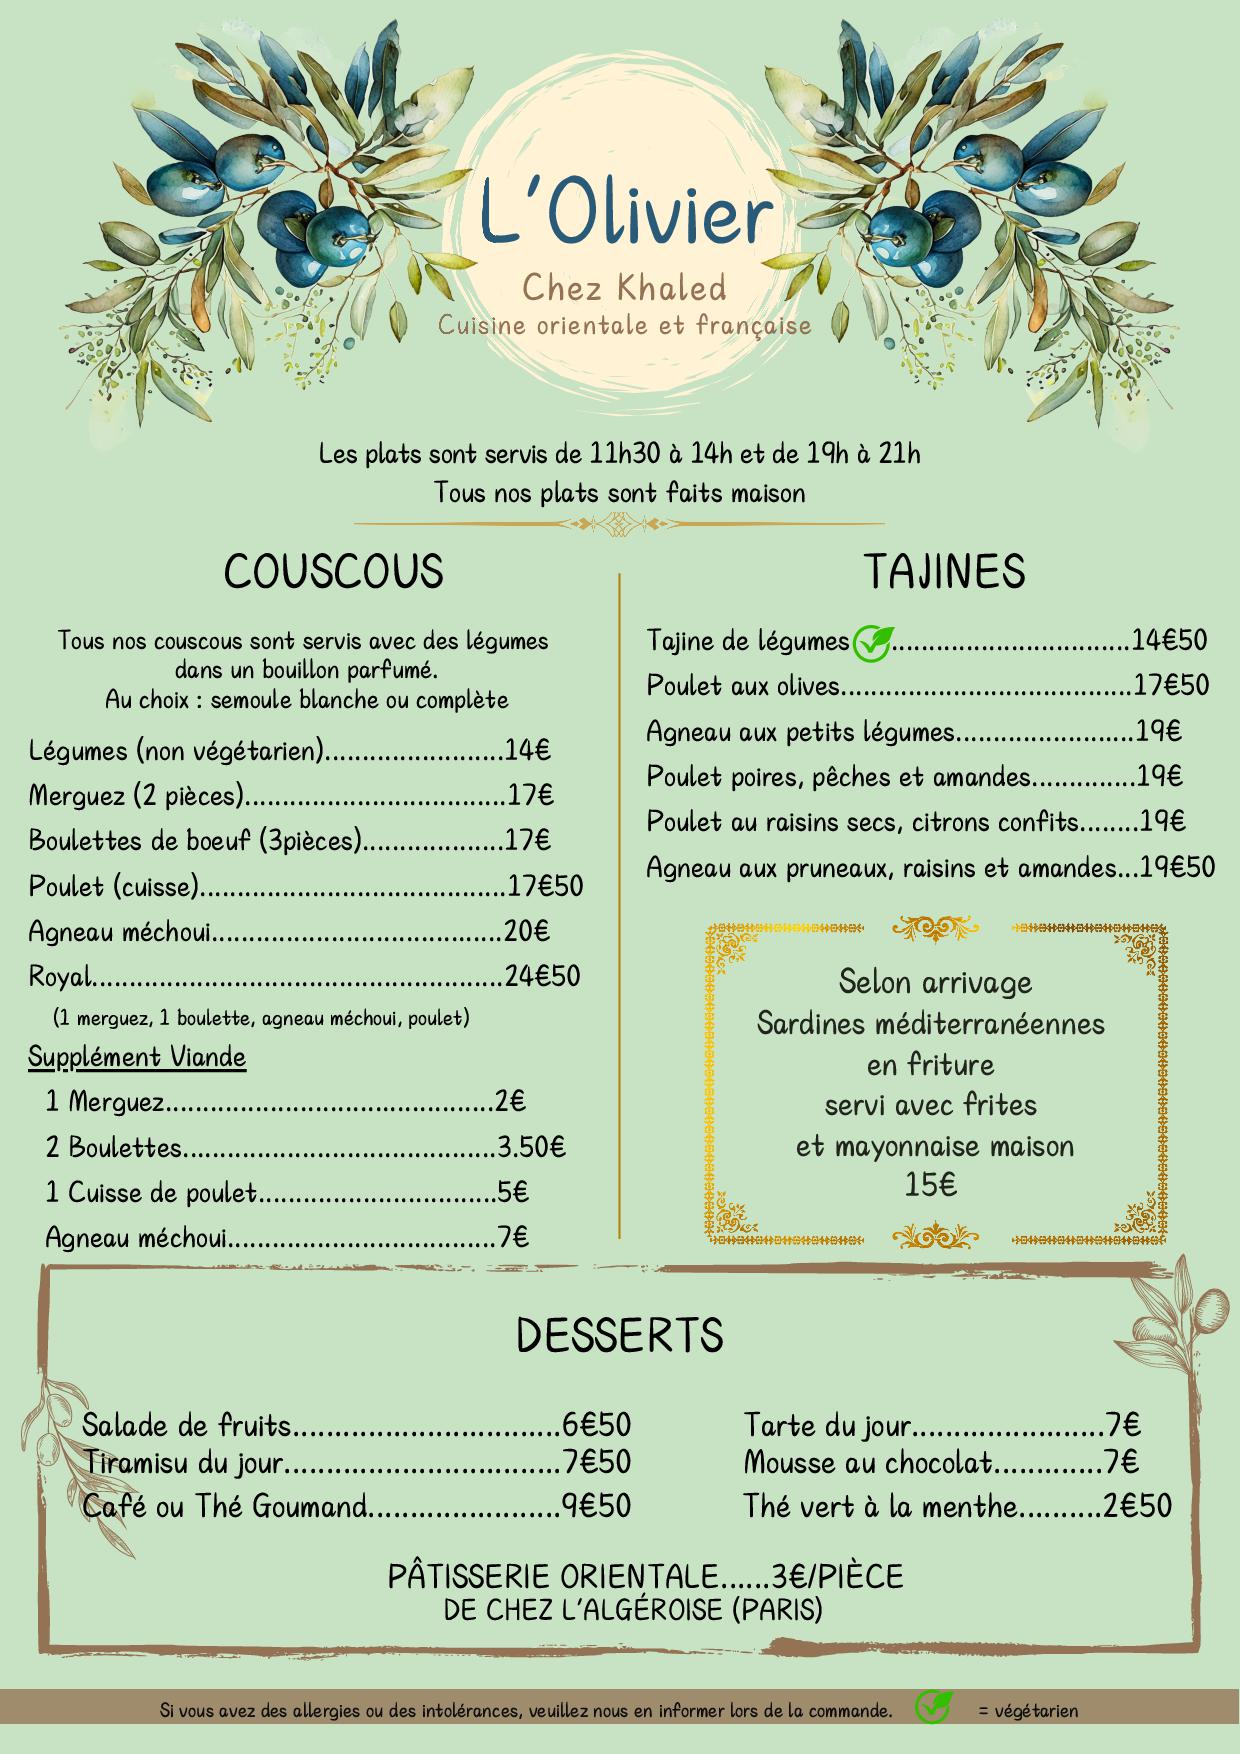 L'Olivier
Chez Khaled
Cuisine orientale et française
Les plats sont servis de 11h30 à 14h et de 19h à 21h
Tous nos plats sont faits maison
COUSCOUS
Tous nos couscous sont servis avec des légumes
dans un bouillon parfumé.
Au choix : semoule blanche ou complète
Légumes (non végétarien)........................14€
Merguez (2 pièces)...................................17€
Boulettes de boeuf (3pièces)...................17€
Poulet (cuisse).........................................17€50
Agneau méchoui.......................................20€
Royal.......................................................24€50
(1 merguez, 1 boulette, agneau méchoui, poulet)
Supplément Viande
1 Merguez............................................2€
2 Boulettes..........................................3.50€
1 Cuisse de poulet................................5€
Agneau méchoui....................................7€
TAJINES
Tajine de légumes................................14€50
Poulet aux olives.......................................17€50
Agneau aux petits légumes........................19€
Poulet poires, pêches et amandes..............19€
Poulet au raisins secs, citrons confits........19€
Agneau aux pruneaux, raisins et amandes...19€50
Selon arrivage
Sardines méditerranéennes
en friture
servi avec frites
et mayonnaise maison
15€
DESSERTS
Salade de fruits................................6€50
Tiramisu du jour.................................7€50
Café ou Thé Goumand.......................9€50
Tarte du jour.......................7€
Mousse au chocolat.............7€
Thé vert à la menthe..........2€50
PÂTISSERIE ORIENTALE......3€/PIÈCE
DE CHEZ L'ALGÉROISE (PARIS)
Si vous avez des allergies ou des intolérances, veuillez nous en informer lors de la commande. = végétarien